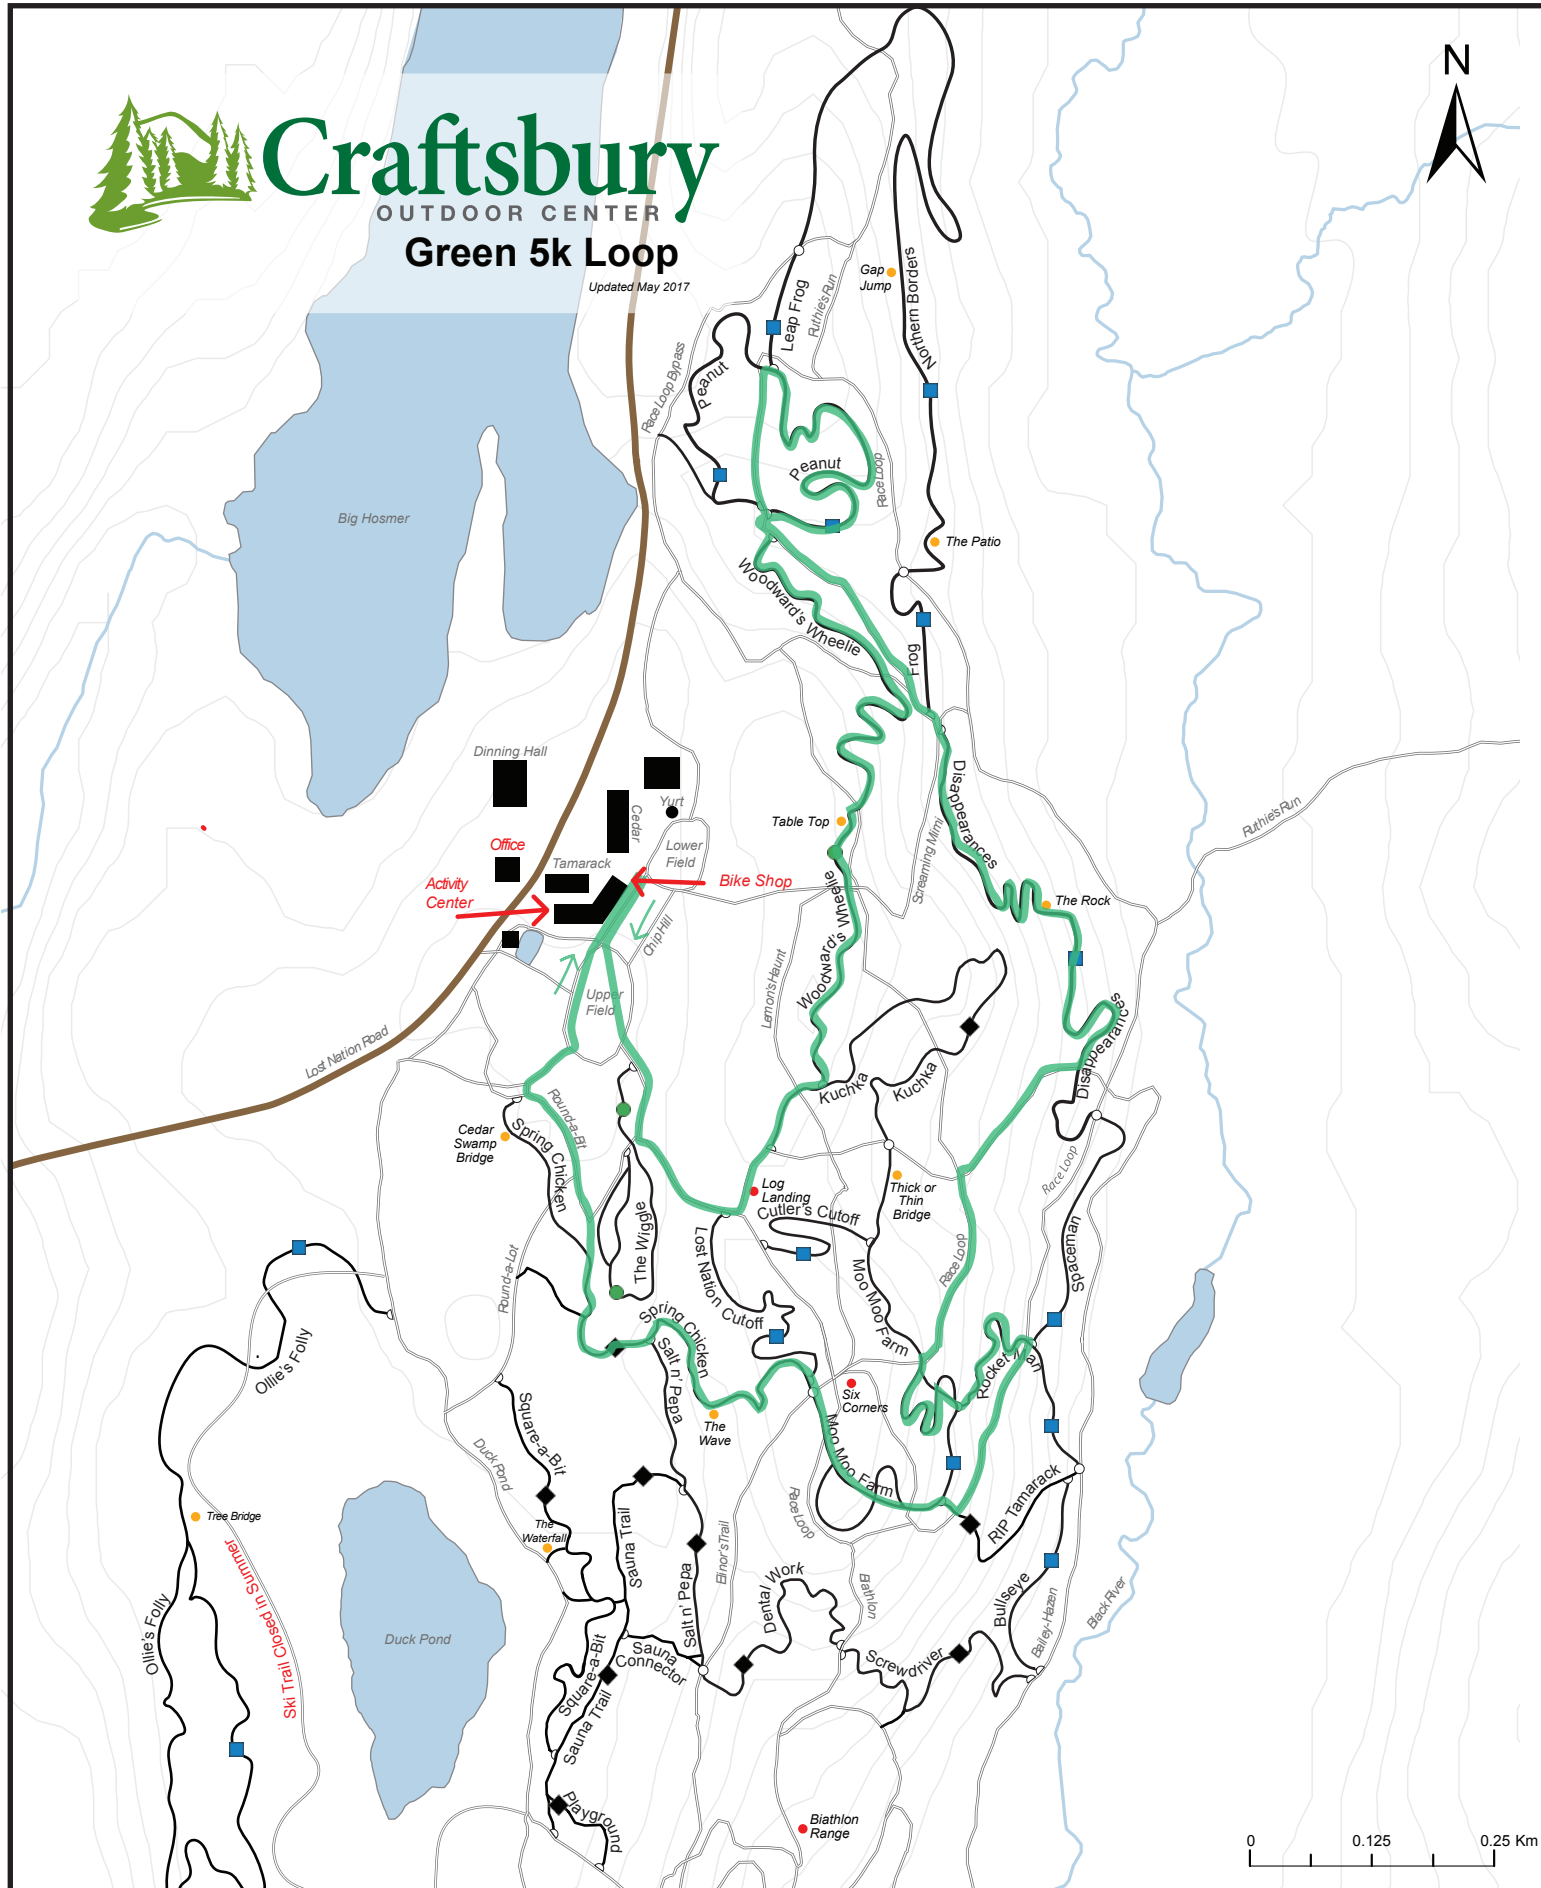 N
Craftsbury
OUTDOOR CENTER
Green 5k Loop
Updated May 2017
Gap
Jump
Northern Borders
Leap Frog
Ruthie's Run
Race Loop Bypass
Peanut
Peanut
Race Loop
Big Hosmer
The Patio
Woodward's Wheelie
Frog
Dinning Hall
Yurt
Cedar
Disappearances
Table Top
Screaming Mimi
Ruthie's Run
Office
Tamarack
Lower
Field
Activity
Center
Bike Shop
The Rock
Chip Hill
Woodward's Wheelie
Lemon's Haunt
Upper
Field
Disappearances
Lost Nation Road
Kuchka
Kuchka
Round-a-Bit
Cedar
Swamp
Bridge
Spring Chicken
Race Loop
Log
Landing
Thick or
Thin
Bridge
Cutler's Cutoff
The Wiggle
Lost Nation Cutoff
Moo Moo Farm
Race Loop
Spaceman
Round-a-Lot
Spring Chicken
Ollie's Folly
Salt n' Pepa
Rocket Man
Six
Corners
Square-a-Bit
The
Wave
Moo Moo Farm
Duck Pond
Race Loop
RIP Tamarack
Tree Bridge
The
Waterfall
Sauna Trail
Elinor's Trail
Ski Trail Closed in Summer
Salt n' Pepa
Dental Work
Biathlon
Bullseye
Black River
Ollie's Folly
Duck Pond
Square-a-Bit
Sauna
Connector
Screwdriver
Bailey-Hazen
Sauna Trail
Playground
Biathlon
Range
0 0.125 0.25 Km